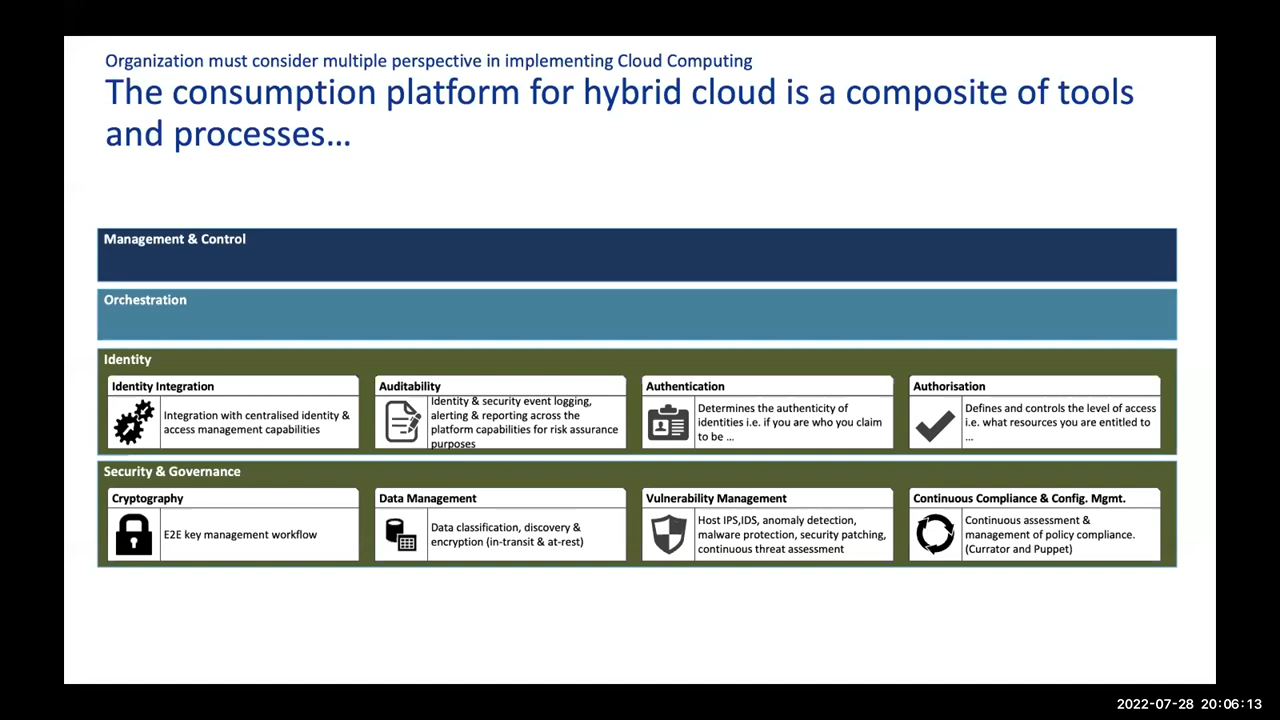 Organization must consider multiple perspective in implementing Cloud Computing
The consumption platform for hybrid cloud is a composite of tools
and processes...
Management & Control
Orchestration
Identity
Identity Integration
Integration with centralised identity &
access management capabilities
Auditability
Identity & security event logging,
alerting & reporting across the
platform capabilities for risk assurance
purposes
Authentication
Determines the authenticity of
identities i.e. if you are who you claim
to be ...
Authorisation
Defines and controls the level of access
i.e. what resources you are entitled to
...
Security & Governance
Cryptography
E2E key management workflow
Data Management
Data classification, discovery &
encryption (in-transit & at-rest)
Vulnerability Management
Host IPS,IDS, anomaly detection,
malware protection, security patching,
continuous threat assessment
Continuous Compliance & Config. Mgmt.
Continuous assessment &
management of policy compliance.
(Currator and Puppet)
2022-07-28 20:06:13